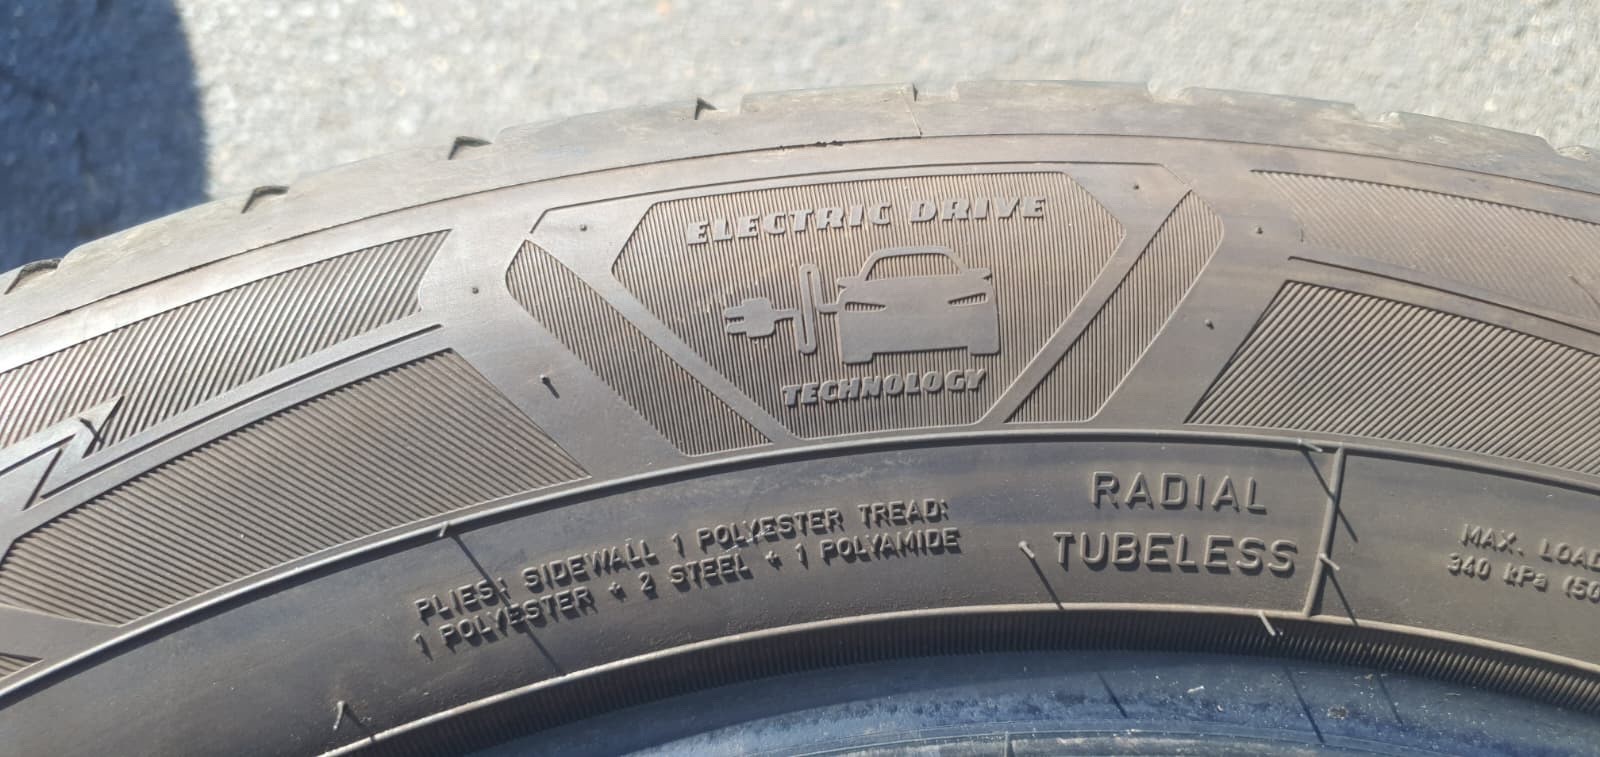 ELECTRIC DRIVE
TECHNOLOGY
PLIES: SIDEWALL 1 POLYESTER TREAD:
1 POLYESTER + 2 STEEL + 1 POLYAMIDE
RADIAL
TUBELESS
MAX. LOAD
340 kPa (50